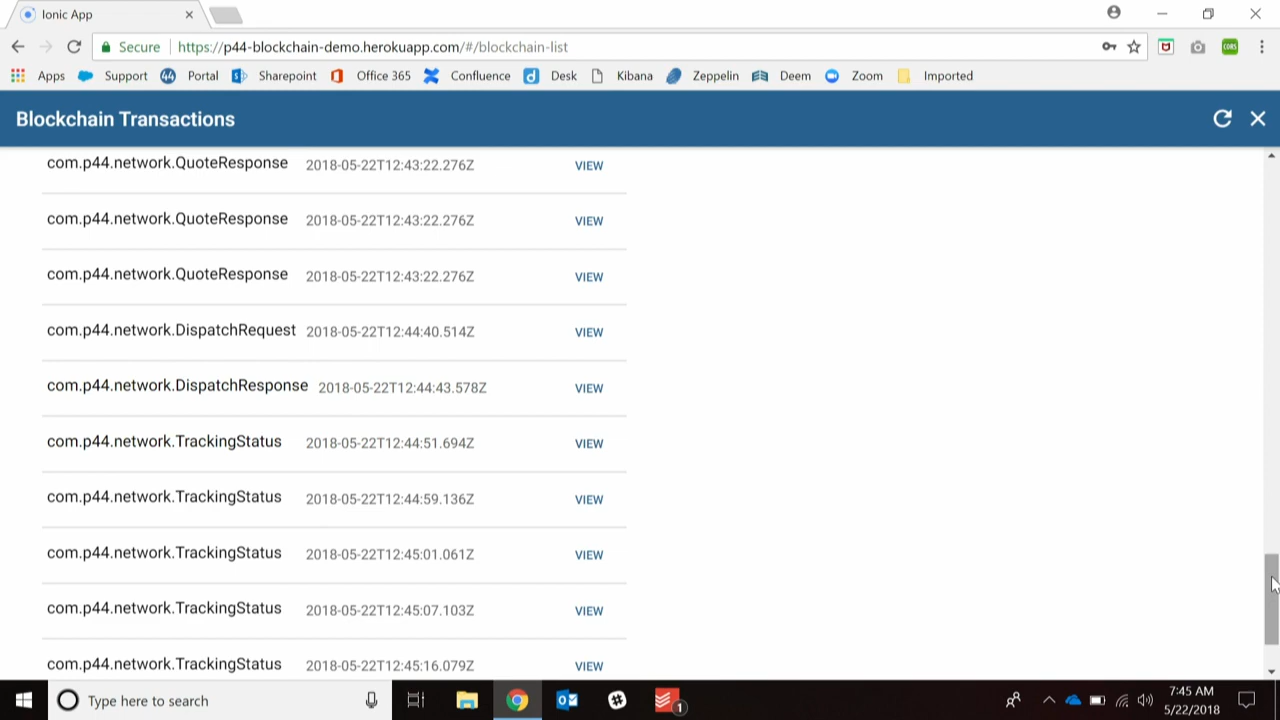 Ionic App
Secure https://p44-blockchain-demo.herokuapp.com/#/blockchain-list
CORS
Apps Support 44 Portal Sharepoint Office 365 Confluence Desk Kibana Zeppelin Deem Zoom Imported
Blockchain Transactions
com.p44.network.QuoteResponse 2018-05-22T12:43:22.276Z VIEW
com.p44.network.QuoteResponse 2018-05-22T12:43:22.276Z VIEW
com.p44.network.QuoteResponse 2018-05-22T12:43:22.276Z VIEW
com.p44.network.DispatchRequest 2018-05-22T12:44:40.514Z VIEW
com.p44.network.DispatchResponse 2018-05-22T12:44:43.578Z VIEW
com.p44.network.TrackingStatus 2018-05-22T12:44:51.694Z VIEW
com.p44.network.TrackingStatus 2018-05-22T12:44:59.136Z VIEW
com.p44.network.TrackingStatus 2018-05-22T12:45:01.061Z VIEW
com.p44.network.TrackingStatus 2018-05-22T12:45:07.103Z VIEW
com.p44.network.TrackingStatus 2018-05-22T12:45:16.079Z VIEW
Type here to search
1
7:45 AM
5/22/2018